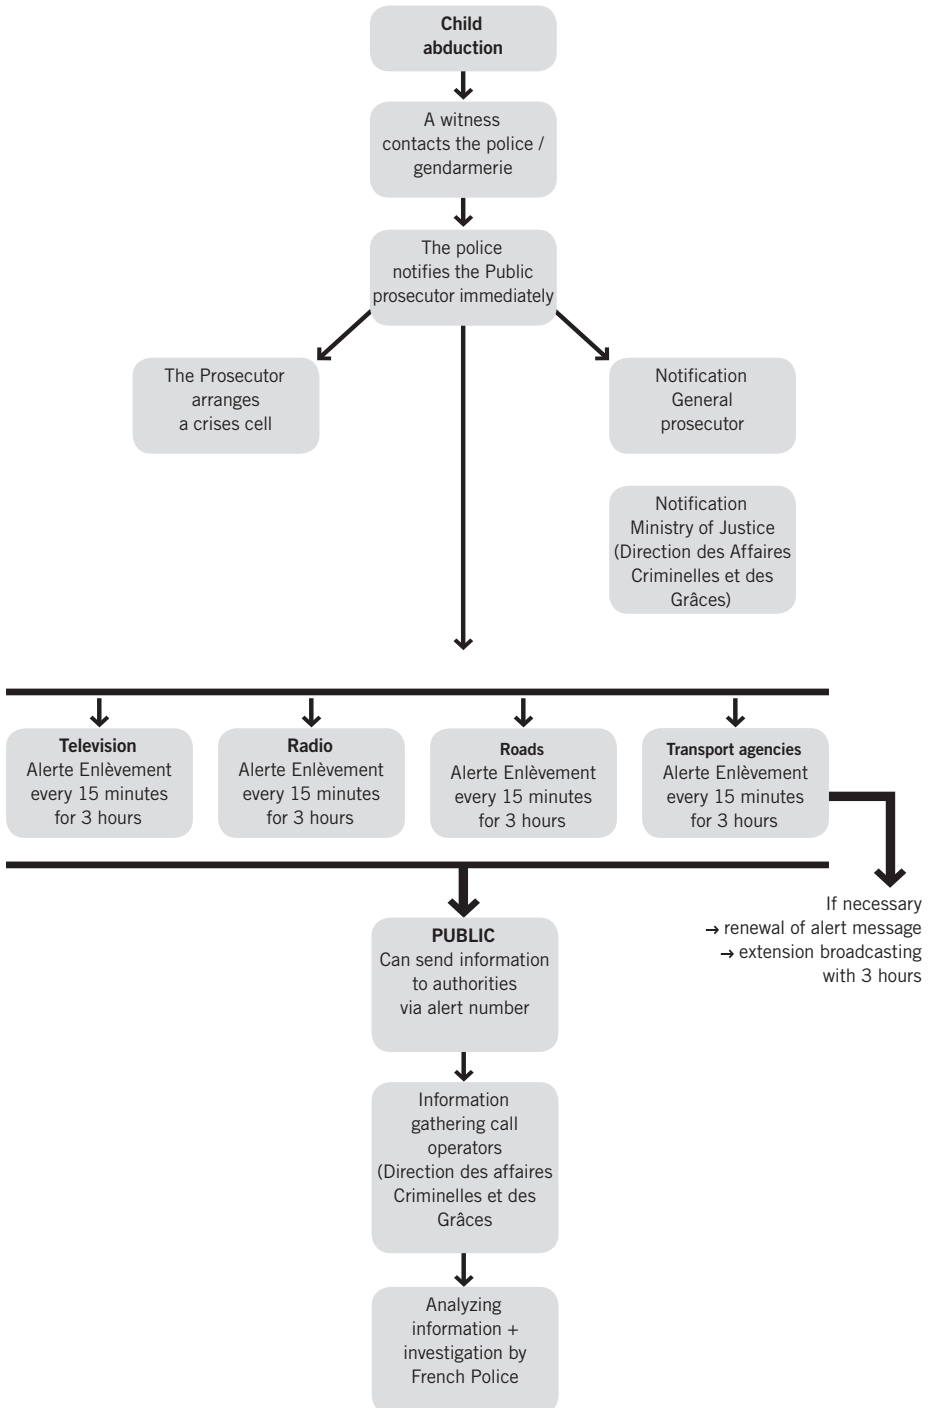 Child
abduction
A witness
contacts the police /
gendarmerie
The police
notifies the Public
prosecutor immediately
The Prosecutor
arranges
a crises cell
Notification
General
prosecutor
Notification
Ministry of Justice
(Direction des Affaires
Criminelles et des
Grâces)
Television
Alerte Enlèvement
every 15 minutes
for 3 hours
Radio
Alerte Enlèvement
every 15 minutes
for 3 hours
Roads
Alerte Enlèvement
every 15 minutes
for 3 hours
Transport agencies
Alerte Enlèvement
every 15 minutes
for 3 hours
If necessary
→ renewal of alert message
→ extension broadcasting
with 3 hours
PUBLIC
Can send information
to authorities
via alert number
Information
gathering call
operators
(Direction des affaires
Criminelles et des
Grâces
Analyzing
information +
investigation by
French Police